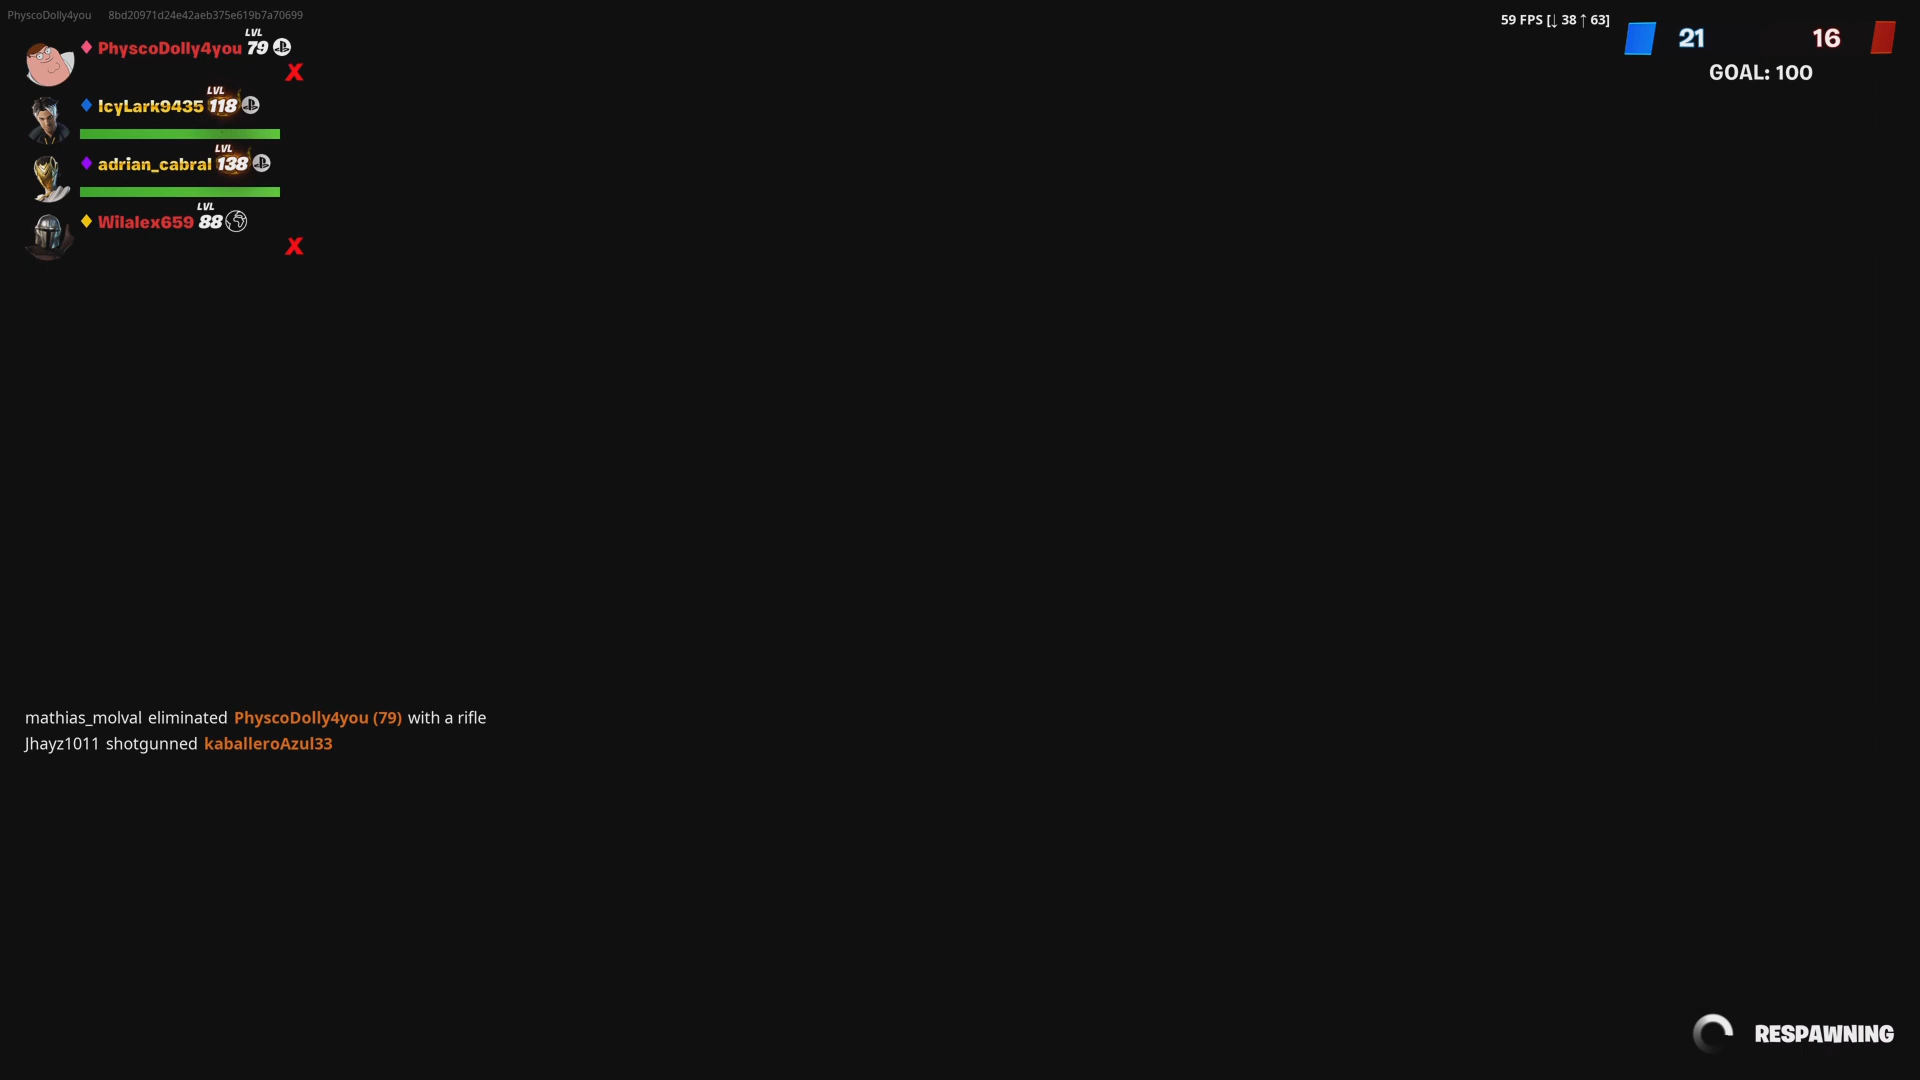 PhyscoDolly4you 8bd20971d24e42aeb375e619b7a70699
59 FPS [↓ 38 ↑ 63]
21 16
GOAL: 100
LVL
PhyscoDolly4you 79
X
LVL
IcyLark9435 118
LVL
adrian_cabral 138
LVL
Wilalex659 88
X
mathias_molval eliminated PhyscoDolly4you (79) with a rifle
Jhayz1011 shotgunned kaballeroAzul33
RESPAWNING